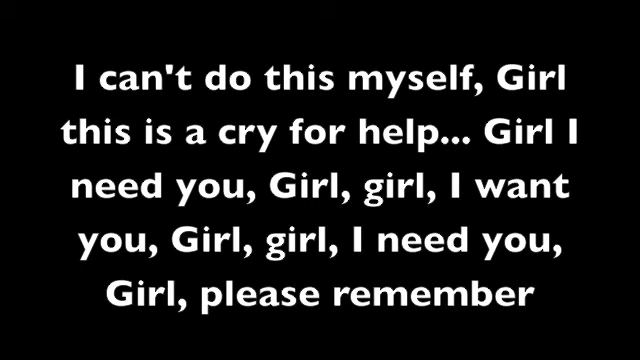 I can't do this myself, Girl
this is a cry for help... Girl I
need you, Girl, girl, I want
you, Girl, girl, I need you,
Girl, please remember